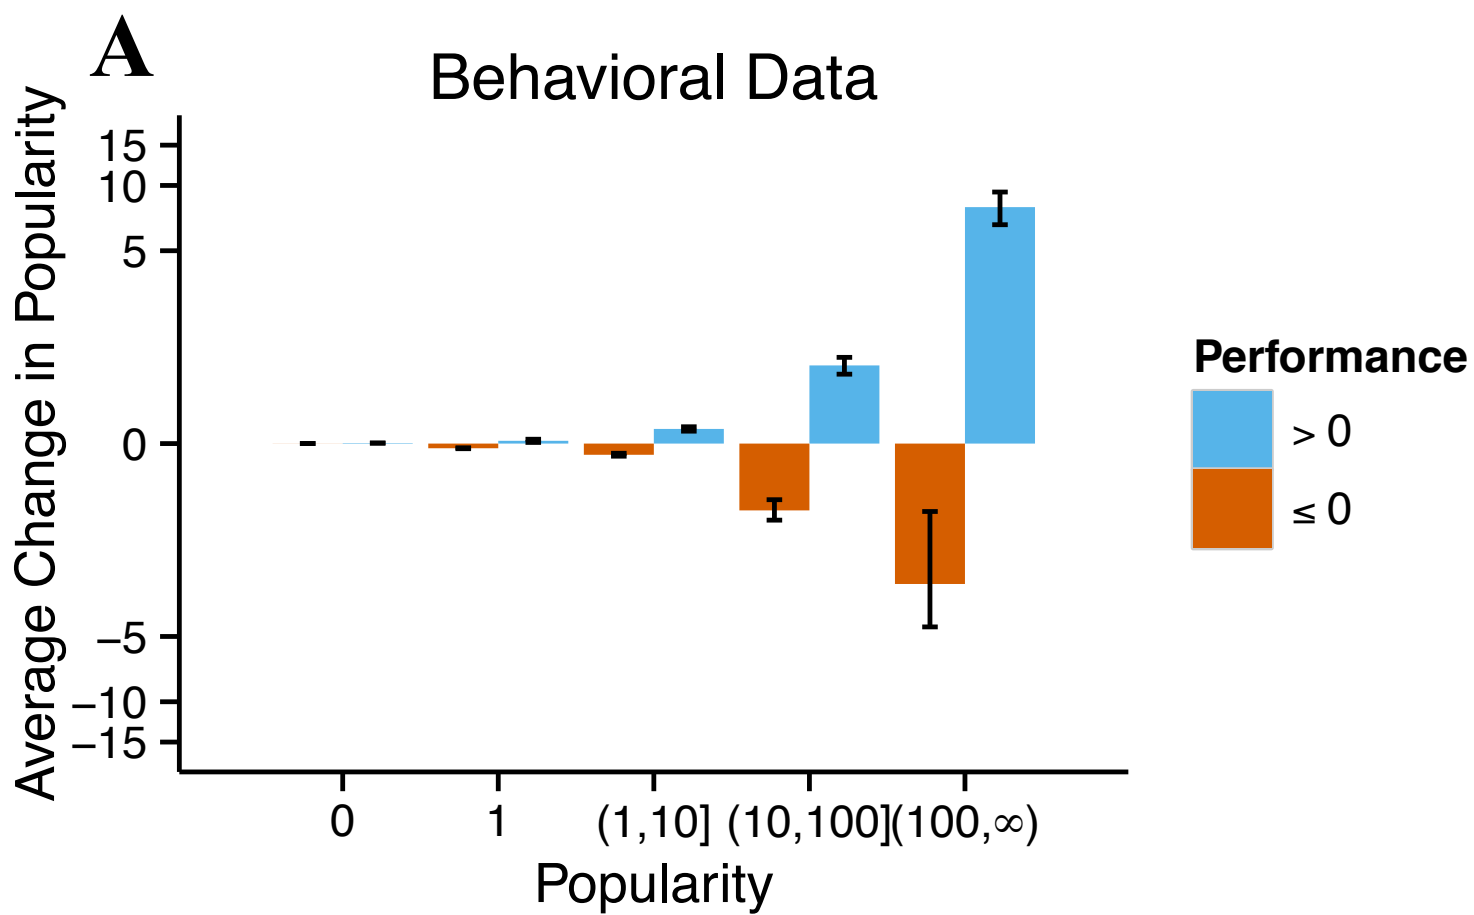 A
Behavioral Data
Average Change in Popularity
15
10
5
0
−5
−10
−15
0
1
(1,10]
(10,100]
(100,∞)
Popularity
Performance
> 0
≤ 0